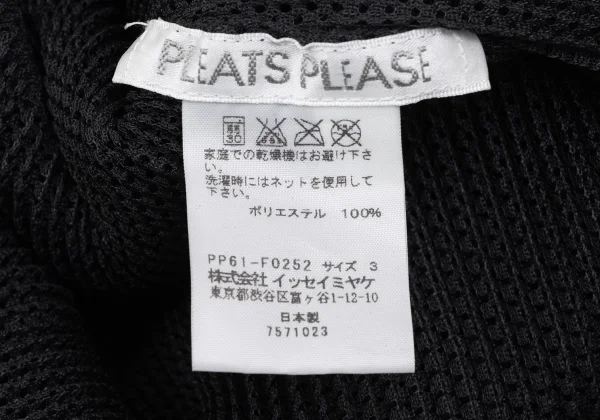 PLEATS PLEASE
30
家庭での乾燥機はお避け下さ
い。
洗濯時にはネットを使用して
下さい。
ポリエステル 100%
PP61-F0252 サイズ 3
株式会社 イッセイミヤケ
東京都渋谷区富ヶ谷1-12-10
日本製
7571023